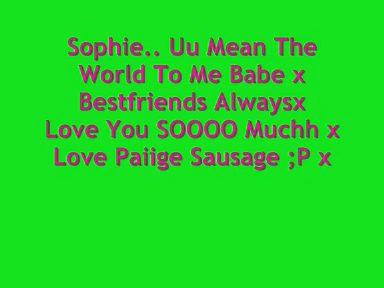 Sophie.. Uu Mean The
World To Me Babe x
Bestfriends Alwaysx
Love You SOOOO Muchh x
Love Paiige Sausage ;P x